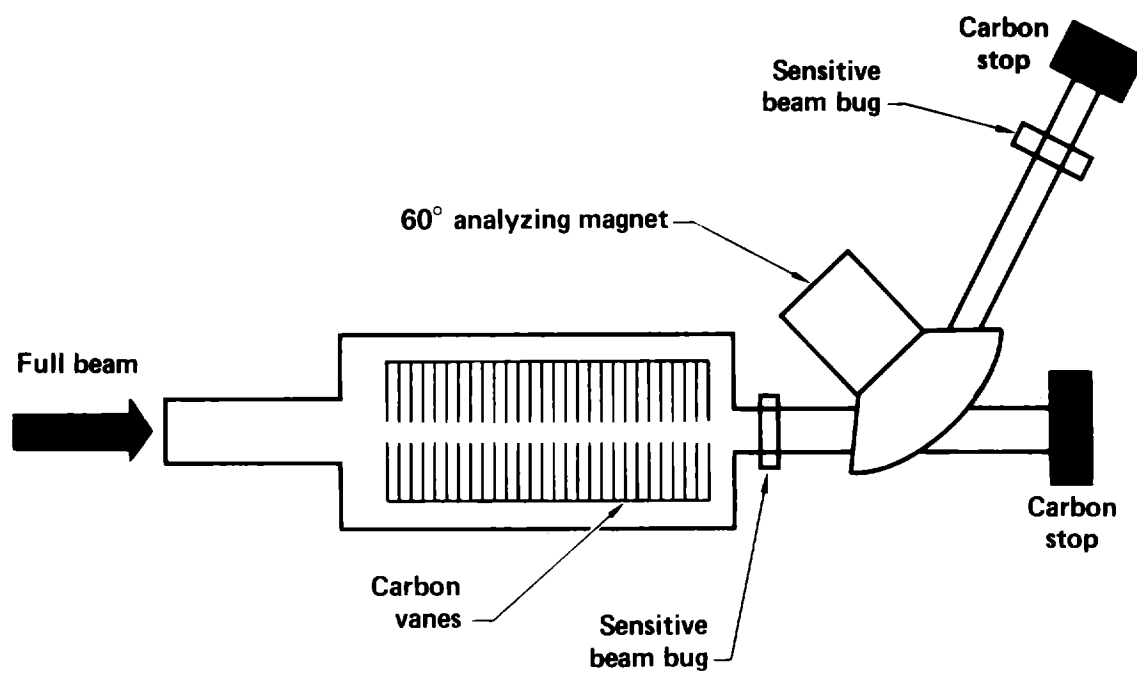 Carbon
stop
Sensitive
beam bug
60° analyzing magnet
Full beam
Carbon
vanes
Sensitive
beam bug
Carbon
stop